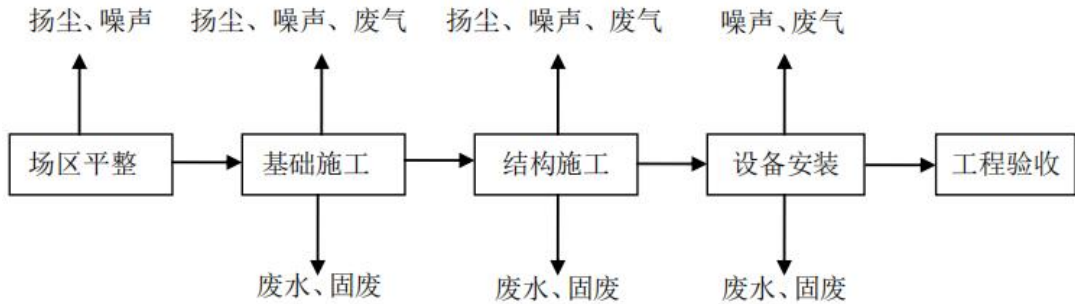 扬尘、噪声
扬尘、噪声、废气
扬尘、噪声、废气
噪声、废气
场区平整
基础施工
结构施工
设备安装
工程验收
废水、固废
废水、固废
废水、固废